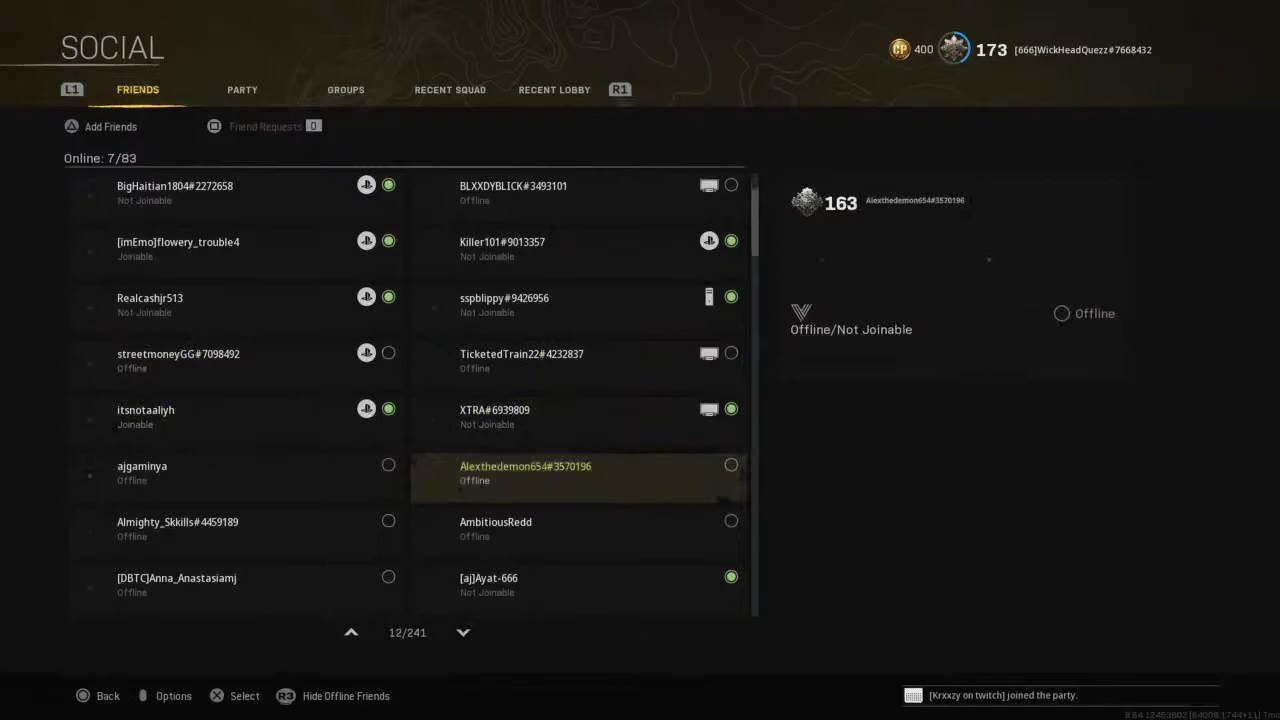 SOCIAL
CP 400 173 [666]WickHeadQuezz#7668432
L1 FRIENDS PARTY GROUPS RECENT SQUAD RECENT LOBBY R1
Add Friends Friend Requests 0
Online: 7/83
BigHaitian1804#2272658
Not Joinable
BLXXDYBLICK#3493101
Offline
[imEmo]flowery_trouble4
Joinable
Killer101#9013357
Not Joinable
Realcashjr513
Not Joinable
sspblippy#9426956
Not Joinable
streetmoneyGG#7098492
Offline
TicketedTrain22#4232837
Offline
itsnotaaliyh
Joinable
XTRA#6939809
Not Joinable
ajgaminya
Offline
Alexthedemon654#3570196
Offline
Almighty_Skkills#4459189
Offline
AmbitiousRedd
Offline
[DBTC]Anna_Anastasiamj
Offline
[aj]Ayat-666
Not Joinable
12/241
163 Alexthedemon654#3570196
Offline/Not Joinable
Offline
Back Options Select R3 Hide Offline Friends
[Krxxzy on twitch] joined the party.